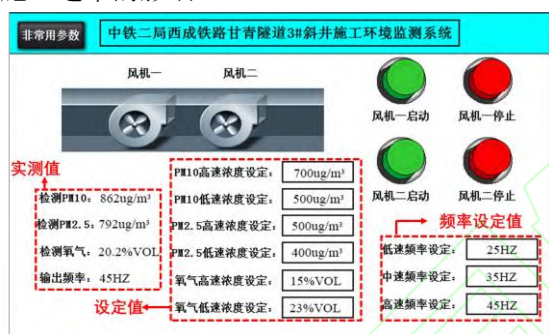 非常用参数
中铁二局西成铁路甘青隧道3#斜井施工环境监测系统
风机一
风机二
风机一启动
风机一停止
风机二启动
风机二停止
实测值
检测PM10: 862ug/m³
检测PM2.5: 792ug/m³
检测氧气: 20.2%VOL
输出频率: 45HZ
PM10高速浓度设定: 700ug/m³
PM10低速浓度设定: 500ug/m³
PM2.5高速浓度设定: 500ug/m³
PM2.5低速浓度设定: 400ug/m³
氧气高速浓度设定: 15%VOL
氧气低速浓度设定: 23%VOL
设定值
频率设定值
低速频率设定: 25HZ
中速频率设定: 35HZ
高速频率设定: 45HZ